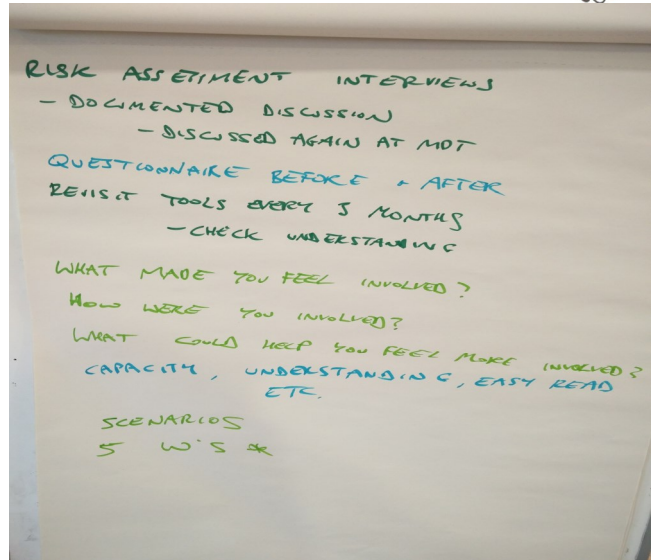 RISK ASSESSMENT INTERVIEWS
- DOCUMENTED DISCUSSION
- DISCUSSED AGAIN AT MDT
QUESTIONNAIRE BEFORE + AFTER
REVISIT TOOLS EVERY 3 MONTHS
- CHECK UNDERSTANDING
WHAT MADE YOU FEEL INVOLVED?
HOW WERE YOU INVOLVED?
WHAT COULD HELP YOU FEEL MORE INVOLVED?
CAPACITY, UNDERSTANDING, EASY READ
ETC.
SCENARIOS
5 W'S *